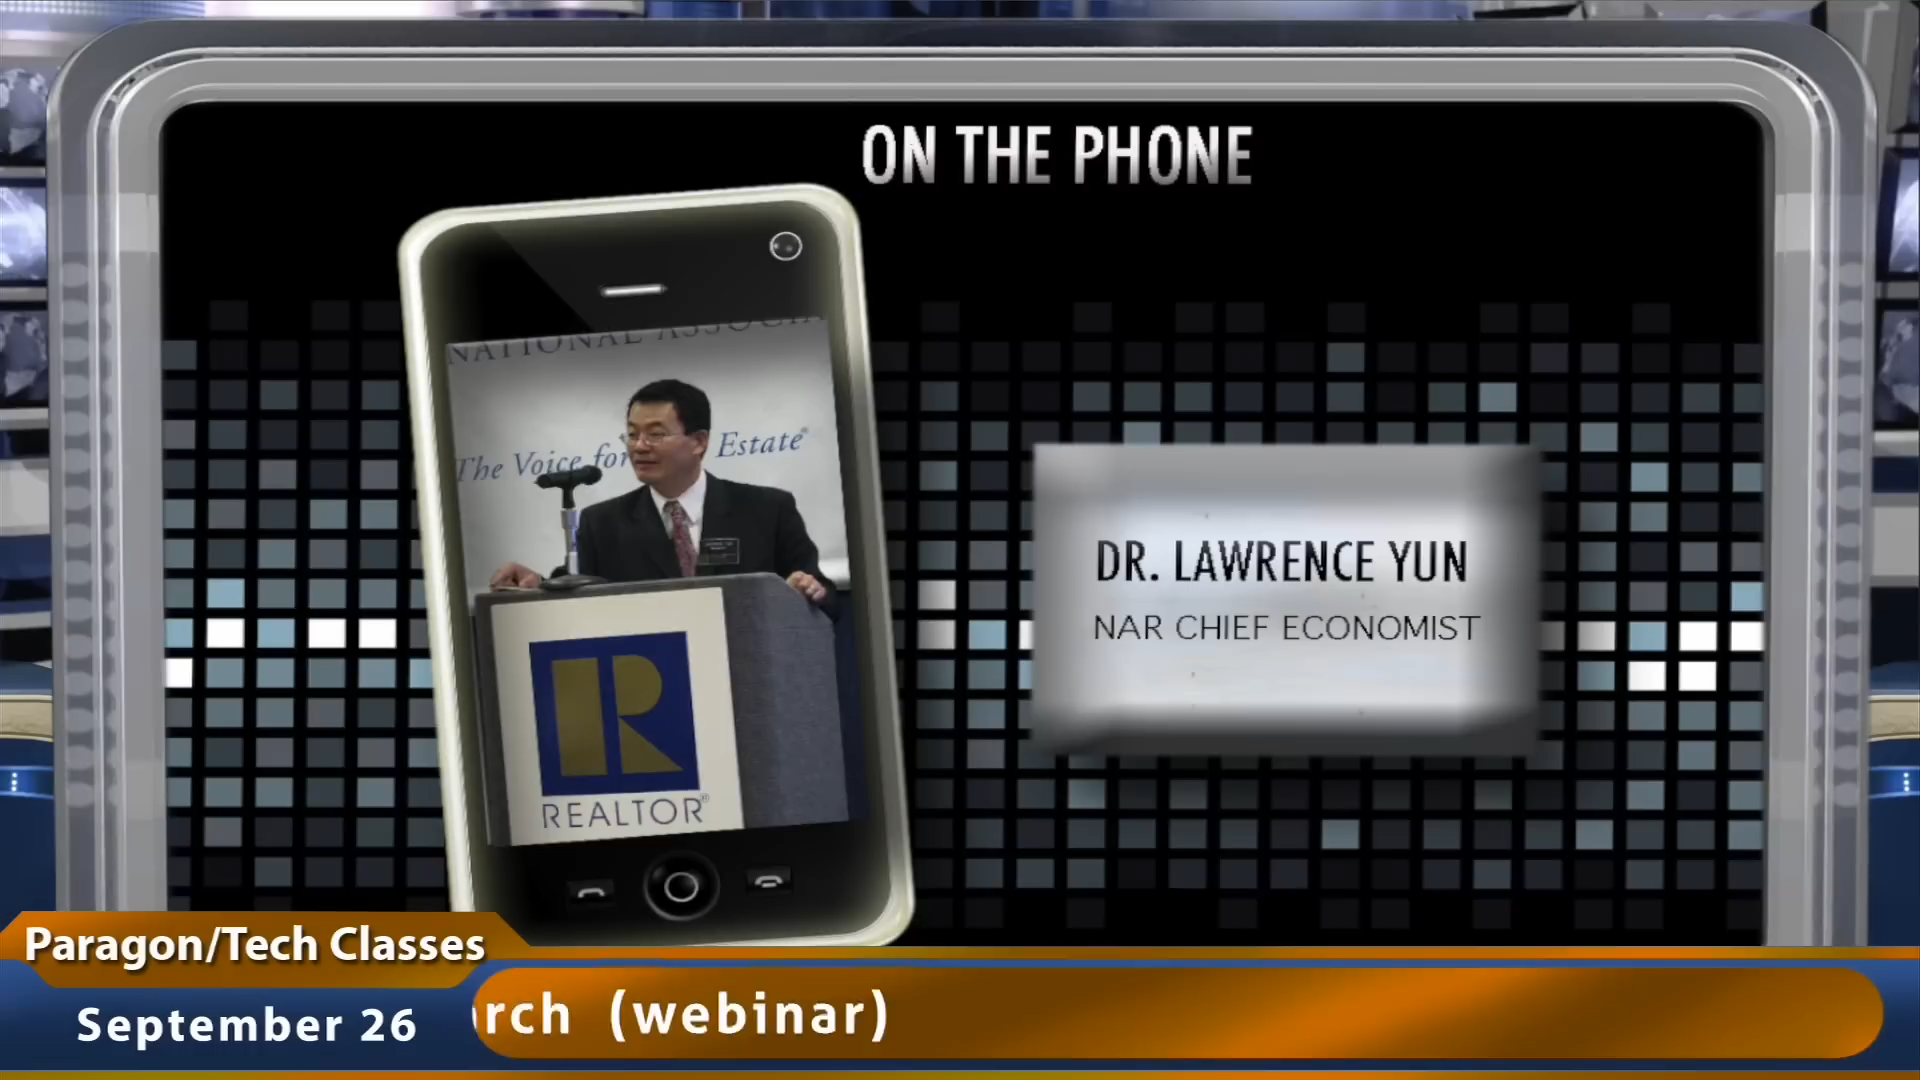 ON THE PHONE
NATIONAL ASSOCIA
The Voice for Estate®
DR. LAWRENCE YUN
NAR CHIEF ECONOMIST
R
REALTOR®
Paragon/Tech Classes
September 26
rch (webinar)